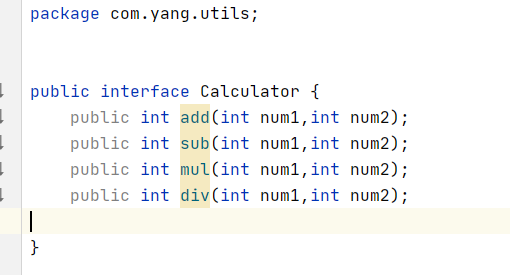 package com.yang.utils;
public interface Calculator {
public int add(int num1,int num2);
public int sub(int num1,int num2);
public int mul(int num1,int num2);
public int div(int num1,int num2);
}